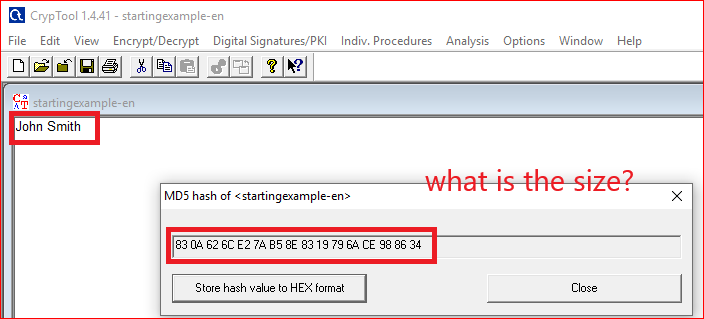 CrypTool 1.4.41 - startingexample-en
File Edit View Encrypt/Decrypt Digital Signatures/PKI Indiv. Procedures Analysis Options Window Help
startingexample-en
John Smith
what is the size?
MD5 hash of <startingexample-en>
83 0A 62 6C E2 7A B5 8E 83 19 79 6A CE 98 86 34
Store hash value to HEX format Close